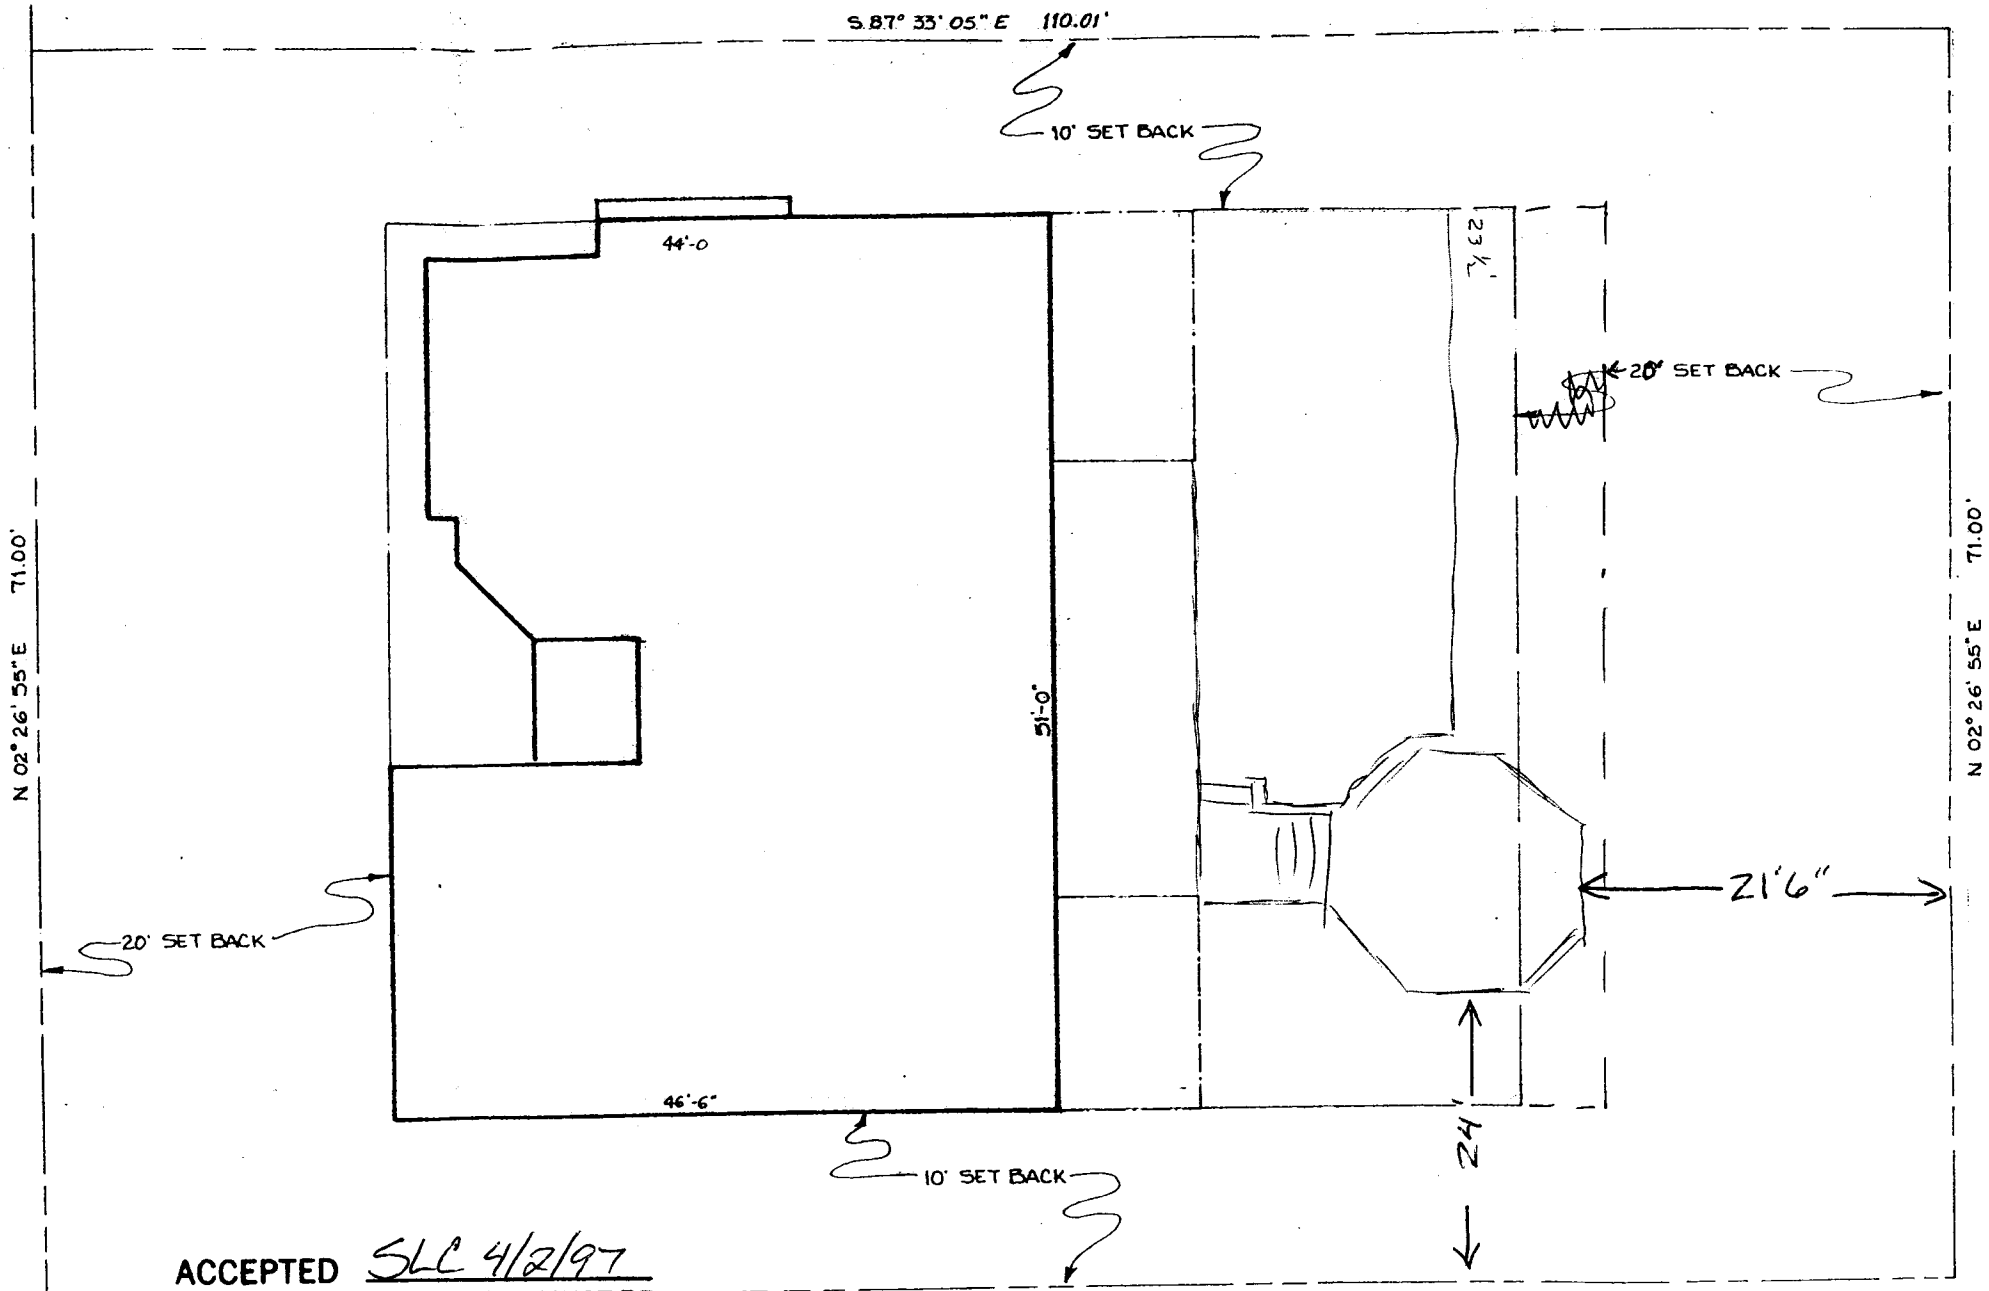 S.87° 33' 05" E 110.01'
10' SET BACK
44'-0
23 1/2'
20' SET BACK
N 02° 26' 55" E 71.00'
N 02° 26' 55" E 71.00'
51'-0"
21'6"
20' SET BACK
46'-6"
24'
10' SET BACK
ACCEPTED SLC 4/2/97